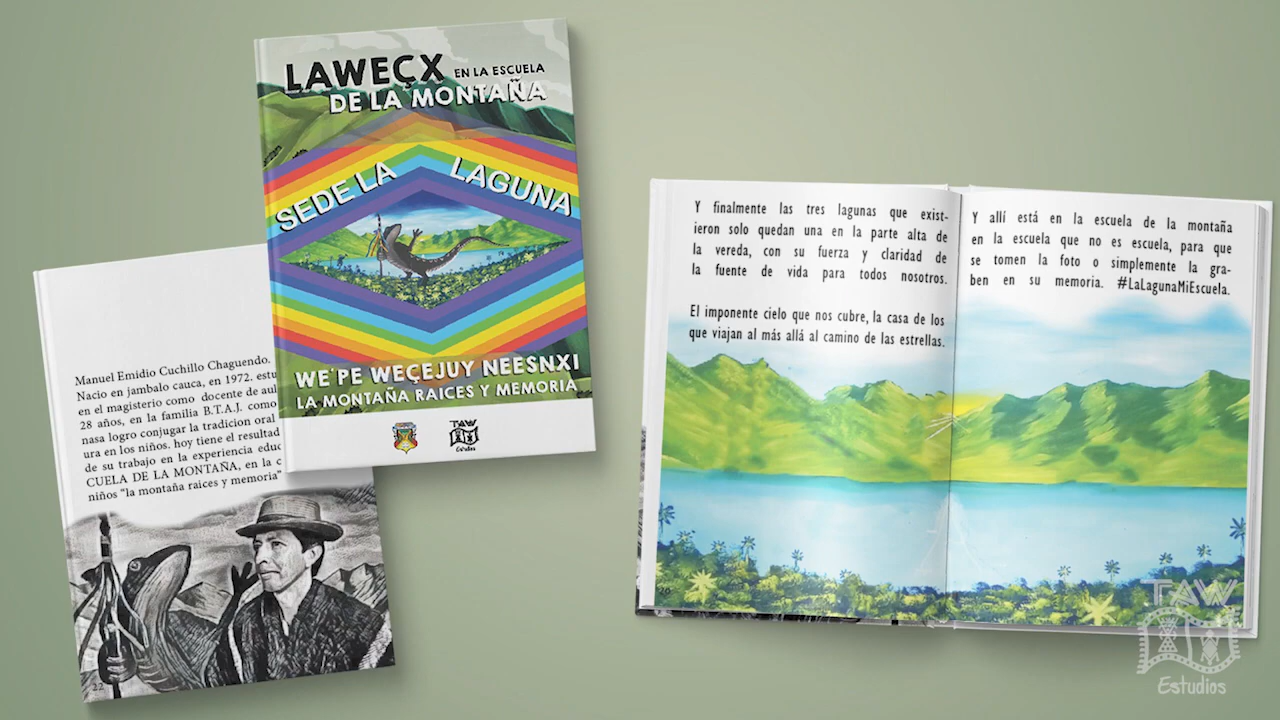 LAWEÇX EN LA ESCUELA
DE LA MONTAÑA
SEDE LA LAGUNA
WE'PE WEÇEJUY NEESNXI
LA MONTAÑA RAICES Y MEMORIA
TAW
Estudios
Manuel Emidio Cuchillo Chaguendo.
Nacio en jambalo cauca, en 1972. estu
en el magisterio como docente de aul
28 años, en la familia B.T.A.J. como
nasa logro conjugar la tradicion oral
ura en los niños. hoy tiene el resultad
de su trabajo en la experiencia educ
CUELA DE LA MONTAÑA, en la c
niños "la montaña raices y memoria"
22
Y finalmente las tres lagunas que exist-
ieron solo quedan una en la parte alta de
la vereda, con su fuerza y claridad de
la fuente de vida para todos nosotros.
El imponente cielo que nos cubre, la casa de los
que viajan al más allá al camino de las estrellas.
26
Y allí está en la escuela de la montaña
en la escuela que no es escuela, para que
se tomen la foto o simplemente la gra-
ben en su memoria. #LaLagunaMiEscuela.
TAW
Estudios